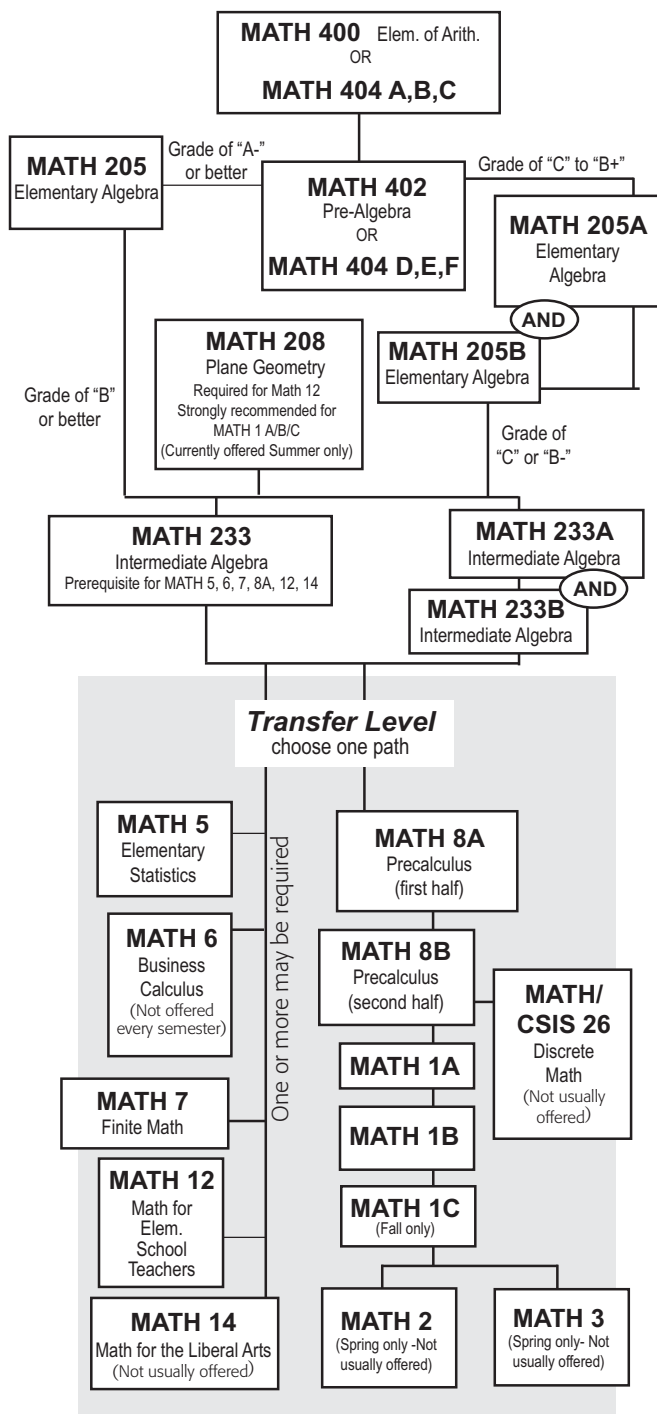 MATH 400 Elem. of Arith.
OR
MATH 404 A,B,C
MATH 205
Elementary Algebra
Grade of “A-”
or better
MATH 402
Pre-Algebra
OR
MATH 404 D,E,F
Grade of “C” to “B+”
MATH 205A
Elementary
Algebra
AND
MATH 205B
Elementary Algebra
MATH 208
Plane Geometry
Required for Math 12
Strongly recommended for
MATH 1 A/B/C
(Currently offered Summer only)
Grade of “B”
or better
Grade of
“C” or “B-”
MATH 233
Intermediate Algebra
Prerequisite for MATH 5, 6, 7, 8A, 12, 14
MATH 233A
Intermediate Algebra
AND
MATH 233B
Intermediate Algebra
Transfer Level
choose one path
One or more may be required
MATH 5
Elementary
Statistics
MATH 6
Business
Calculus
(Not offered
every semester)
MATH 7
Finite Math
MATH 12
Math for
Elem.
School
Teachers
MATH 14
Math for the Liberal Arts
(Not usually offered)
MATH 8A
Precalculus
(first half)
MATH 8B
Precalculus
(second half)
MATH/
CSIS 26
Discrete
Math
(Not usually
offered)
MATH 1A
MATH 1B
MATH 1C
(Fall only)
MATH 2
(Spring only -Not
usually offered)
MATH 3
(Spring only- Not
usually offered)